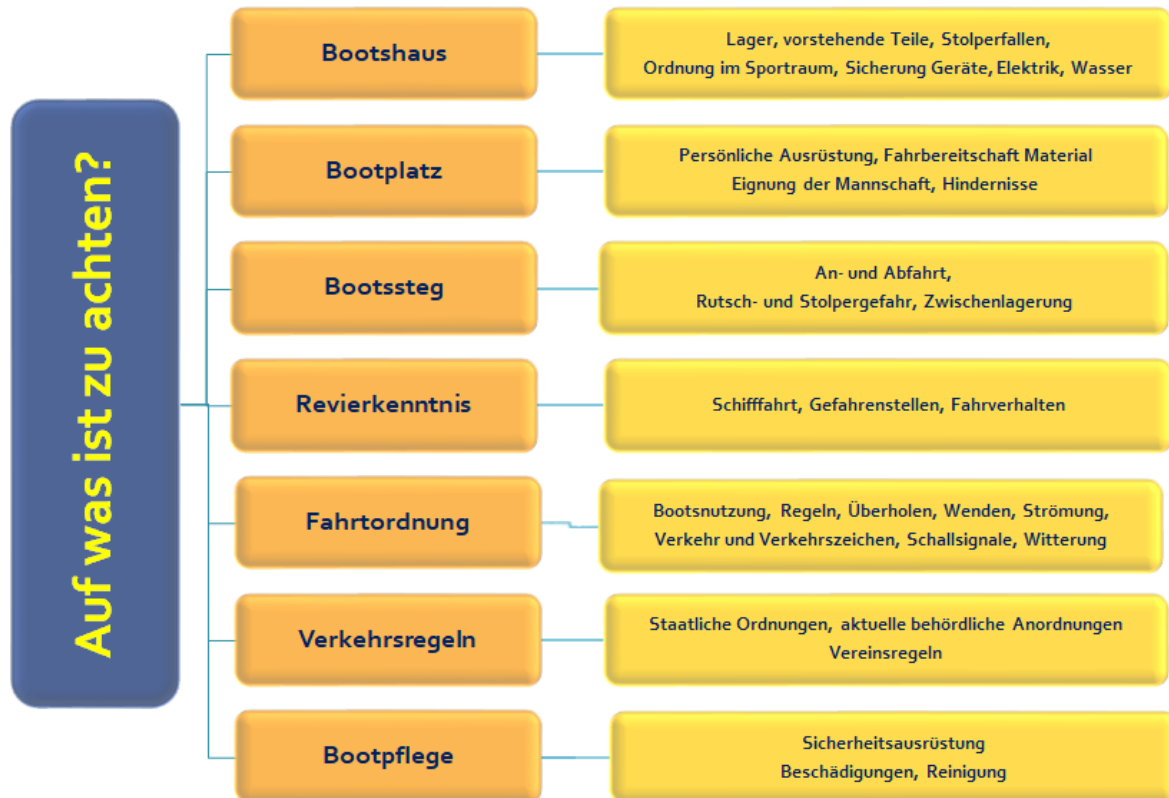 Auf was ist zu achten?
Bootshaus
Lager, vorstehende Teile, Stolperfallen,
Ordnung im Sportraum, Sicherung Geräte, Elektrik, Wasser
Bootplatz
Persönliche Ausrüstung, Fahrbereitschaft Material
Eignung der Mannschaft, Hindernisse
Bootssteg
An- und Abfahrt,
Rutsch- und Stolpergefahr, Zwischenlagerung
Revierkenntnis
Schifffahrt, Gefahrenstellen, Fahrverhalten
Fahrtordnung
Bootsnutzung, Regeln, Überholen, Wenden, Strömung,
Verkehr und Verkehrszeichen, Schallsignale, Witterung
Verkehrsregeln
Staatliche Ordnungen, aktuelle behördliche Anordnungen
Vereinsregeln
Bootpflege
Sicherheitsausrüstung
Beschädigungen, Reinigung